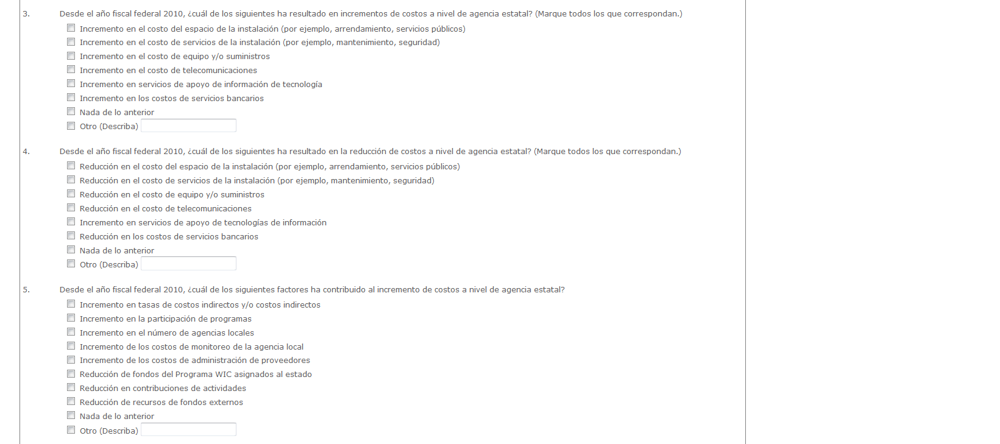 3. Desde el año fiscal federal 2010, ¿cuál de los siguientes ha resultado en incrementos de costos a nivel de agencia estatal? (Marque todos los que correspondan.)
Incremento en el costo del espacio de la instalación (por ejemplo, arrendamiento, servicios públicos)
Incremento en el costo de servicios de la instalación (por ejemplo, mantenimiento, seguridad)
Incremento en el costo de equipo y/o suministros
Incremento en el costo de telecomunicaciones
Incremento en servicios de apoyo de información de tecnología
Incremento en los costos de servicios bancarios
Nada de lo anterior
Otro (Describa)
4. Desde el año fiscal federal 2010, ¿cuál de los siguientes ha resultado en la reducción de costos a nivel de agencia estatal? (Marque todos los que correspondan.)
Reducción en el costo del espacio de la instalación (por ejemplo, arrendamiento, servicios públicos)
Reducción en el costo de servicios de la instalación (por ejemplo, mantenimiento, seguridad)
Reducción en el costo de equipo y/o suministros
Reducción en el costo de telecomunicaciones
Incremento en servicios de apoyo de tecnologías de información
Reducción en los costos de servicios bancarios
Nada de lo anterior
Otro (Describa)
5. Desde el año fiscal federal 2010, ¿cuál de los siguientes factores ha contribuido al incremento de costos a nivel de agencia estatal?
Incremento en tasas de costos indirectos y/o costos indirectos
Incremento en la participación de programas
Incremento en el número de agencias locales
Incremento de los costos de monitoreo de la agencia local
Incremento de los costos de administración de proveedores
Reducción de fondos del Programa WIC asignados al estado
Reducción en contribuciones de actividades
Reducción de recursos de fondos externos
Nada de lo anterior
Otro (Describa)